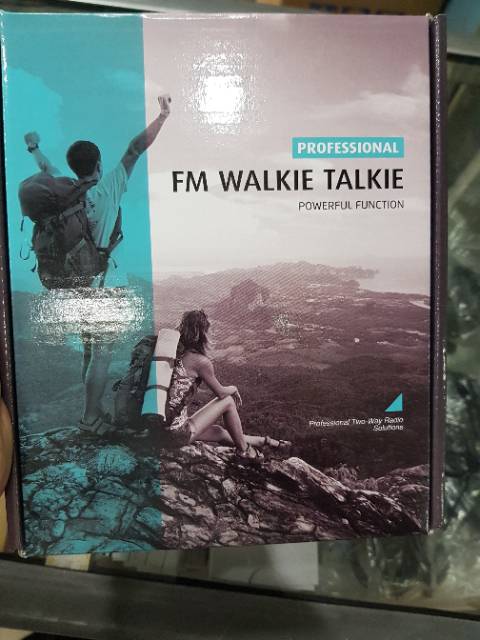 PROFESSIONAL
FM WALKIE TALKIE
POWERFUL FUNCTION
Professional Two-Way Radio
Solutions